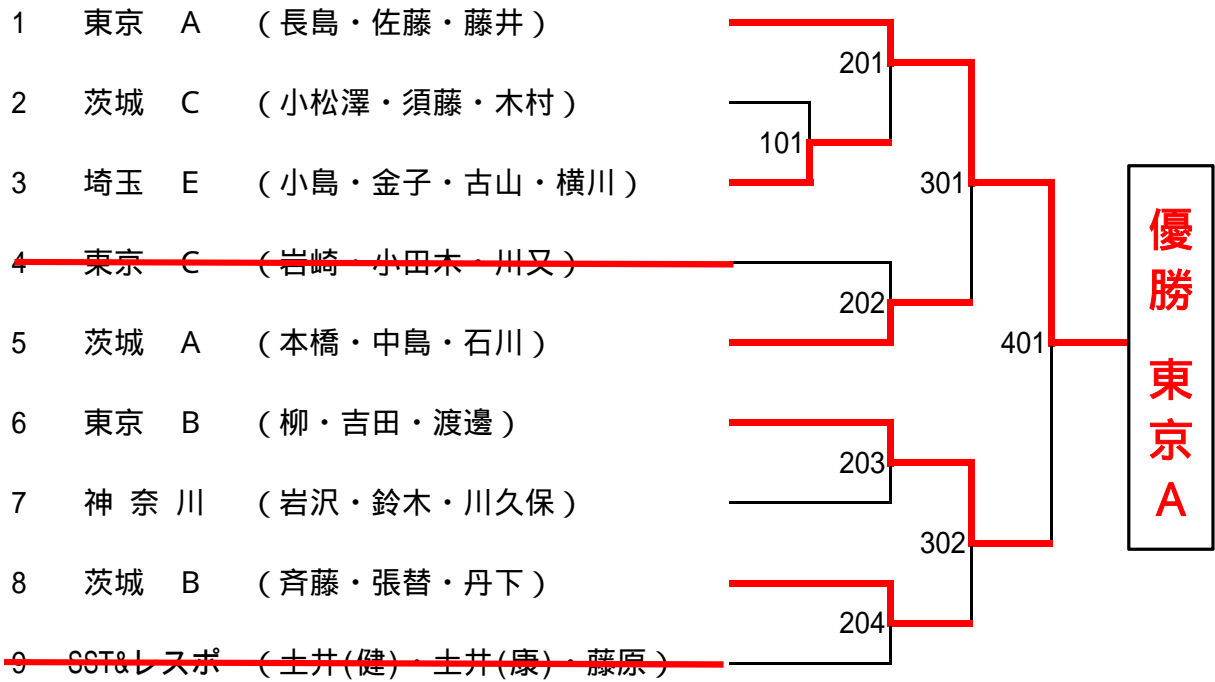 1 東京 A （長島・佐藤・藤井）
201
2 茨城 C （小松澤・須藤・木村）
101
3 埼玉 E （小島・金子・古山・横川）
301
4 東京 C （岩崎・小田木・川又）
202
5 茨城 A （本橋・中島・石川）
401
6 東京 B （柳・吉田・渡邊）
203
7 神奈川 （岩沢・鈴木・川久保）
302
8 茨城 B （斉藤・張替・丹下）
204
9 SST&レスポ （土井(健)・土井(康)・藤原）
優勝 東京A